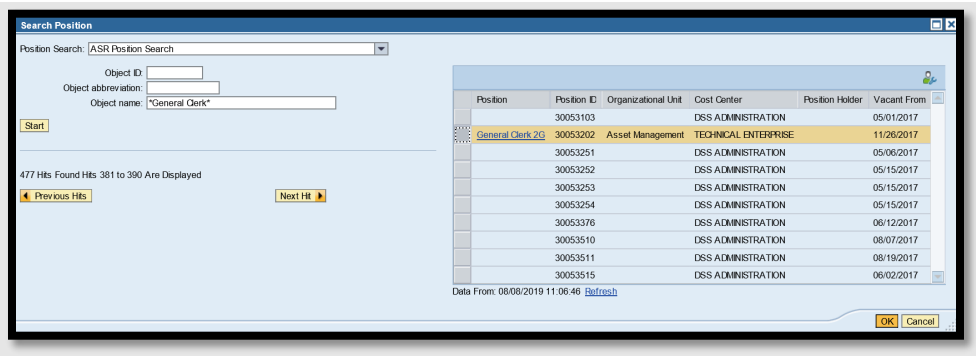 Search Position
Position Search: ASR Position Search
Object ID:
Object abbreviation:
Object name: *General Clerk*
Start
477 Hits Found Hits 381 to 390 Are Displayed
Previous Hits Next Hit
Position Position ID Organizational Unit Cost Center Position Holder Vacant From
30053103 DSS ADMINISTRATION 05/01/2017
General Clerk 2G 30053202 Asset Management TECHNICAL ENTERPRISE 11/26/2017
30053251 DSS ADMINISTRATION 05/06/2017
30053252 DSS ADMINISTRATION 05/15/2017
30053253 DSS ADMINISTRATION 05/15/2017
30053254 DSS ADMINISTRATION 05/15/2017
30053376 DSS ADMINISTRATION 06/12/2017
30053510 DSS ADMINISTRATION 08/07/2017
30053511 DSS ADMINISTRATION 08/19/2017
30053515 DSS ADMINISTRATION 06/02/2017
Data From: 08/08/2019 11:06:46 Refresh
OK Cancel